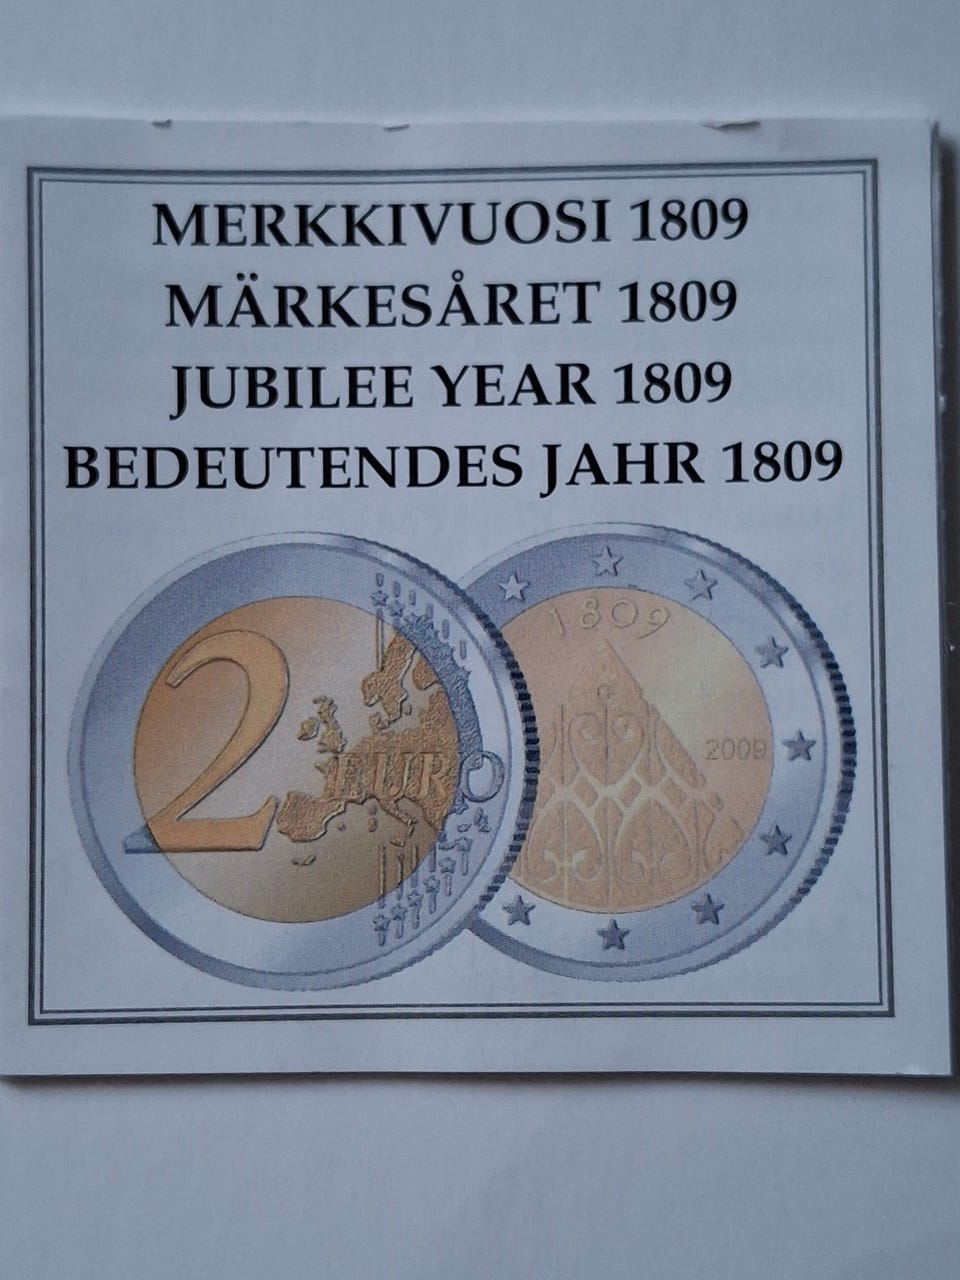 MERKKIVUOSI 1809
MÄRKESÅRET 1809
JUBILEE YEAR 1809
BEDEUTENDES JAHR 1809
1809
2 EURO
2009